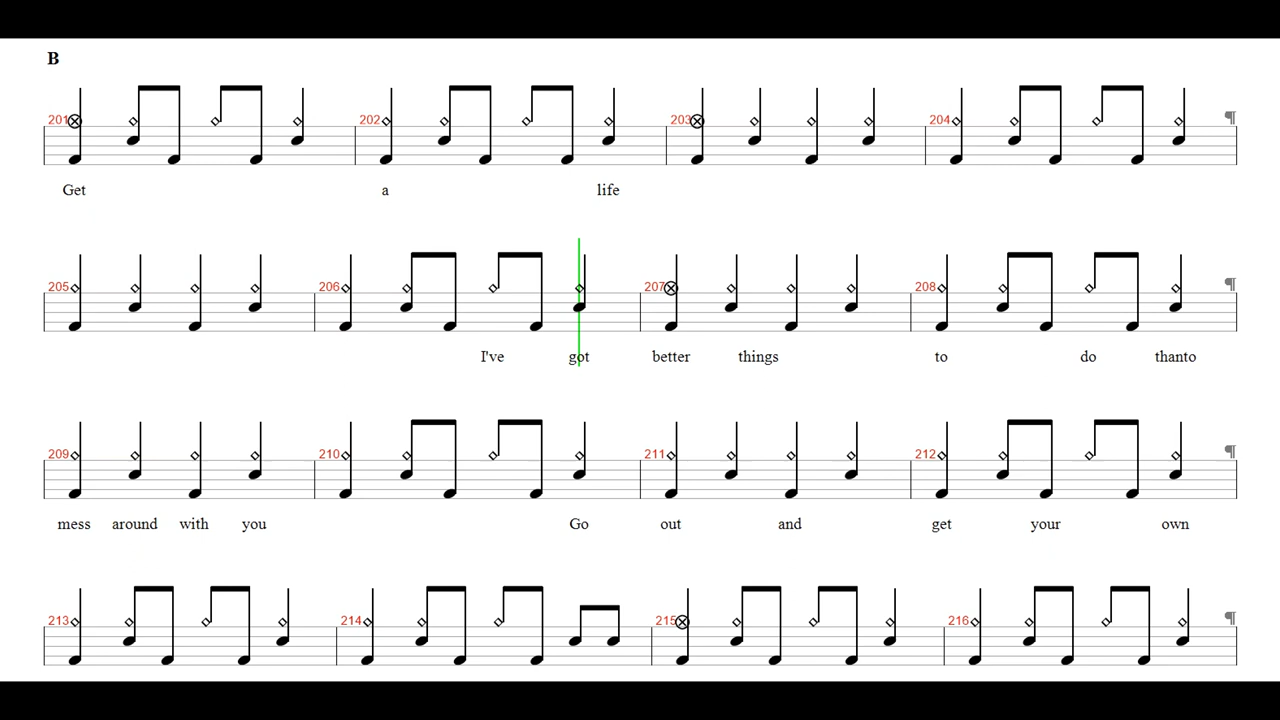 B
201 202 203 204 ¶
Get a life
205 206 207 208 ¶
I've got better things to do thanto
209 210 211 212 ¶
mess around with you Go out and get your own
213 214 215 216 ¶